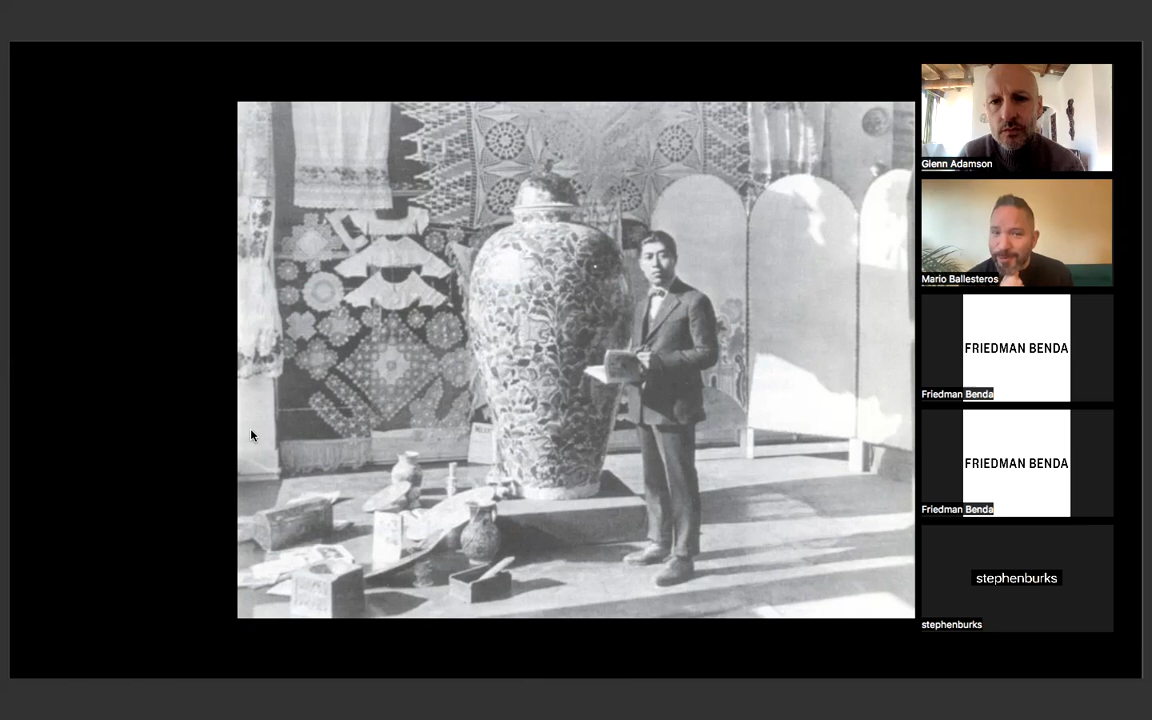 Glenn Adamson
Mario Ballesteros
FRIEDMAN BENDA
Friedman Benda
FRIEDMAN BENDA
Friedman Benda
stephenburks
stephenburks